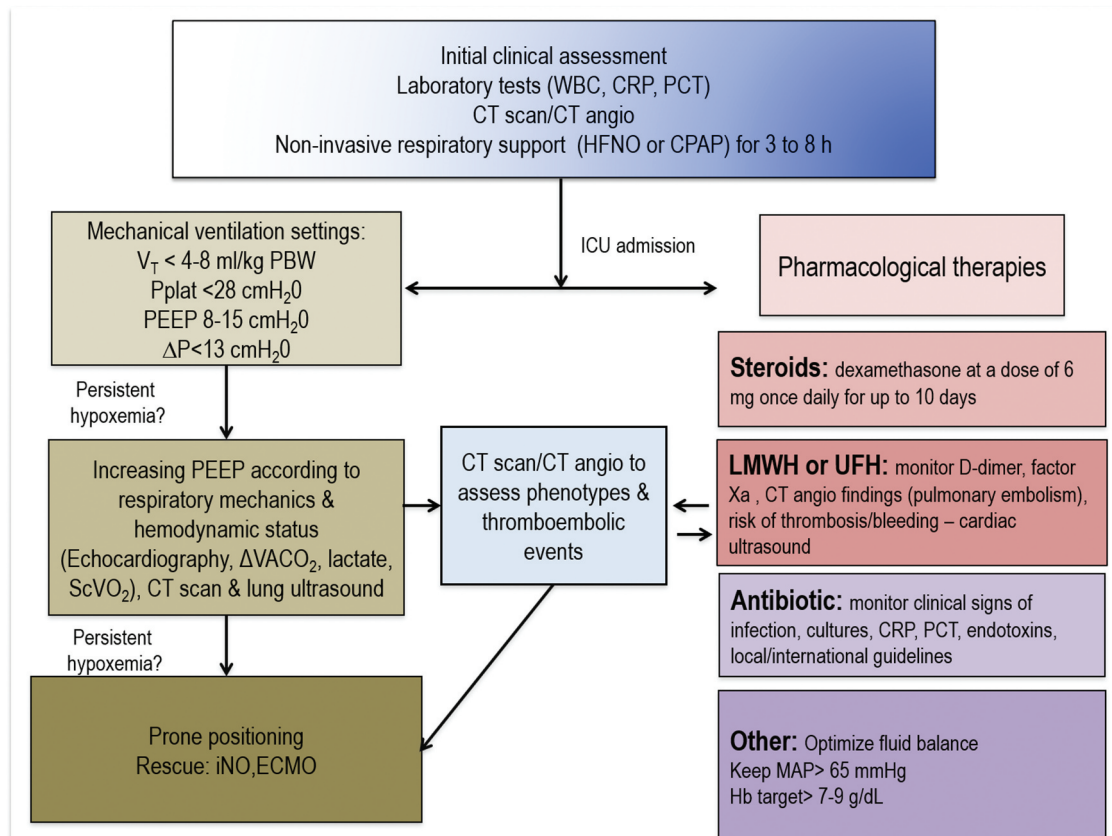 Initial clinical assessment
Laboratory tests (WBC, CRP, PCT)
CT scan/CT angio
Non-invasive respiratory support (HFNO or CPAP) for 3 to 8 h
ICU admission
Mechanical ventilation settings:
V_T < 4-8 ml/kg PBW
Pplat <28 cmH₂0
PEEP 8-15 cmH₂0
ΔP<13 cmH₂0
Persistent
hypoxemia?
Increasing PEEP according to
respiratory mechanics &
hemodynamic status
(Echocardiography, ΔVACO₂, lactate,
ScVO₂), CT scan & lung ultrasound
Persistent
hypoxemia?
Prone positioning
Rescue: iNO,ECMO
CT scan/CT angio to
assess phenotypes &
thromboembolic
events
Pharmacological therapies
Steroids: dexamethasone at a dose of 6
mg once daily for up to 10 days
LMWH or UFH: monitor D-dimer, factor
Xa , CT angio findings (pulmonary embolism),
risk of thrombosis/bleeding – cardiac
ultrasound
Antibiotic: monitor clinical signs of
infection, cultures, CRP, PCT, endotoxins,
local/international guidelines
Other: Optimize fluid balance
Keep MAP> 65 mmHg
Hb target> 7-9 g/dL